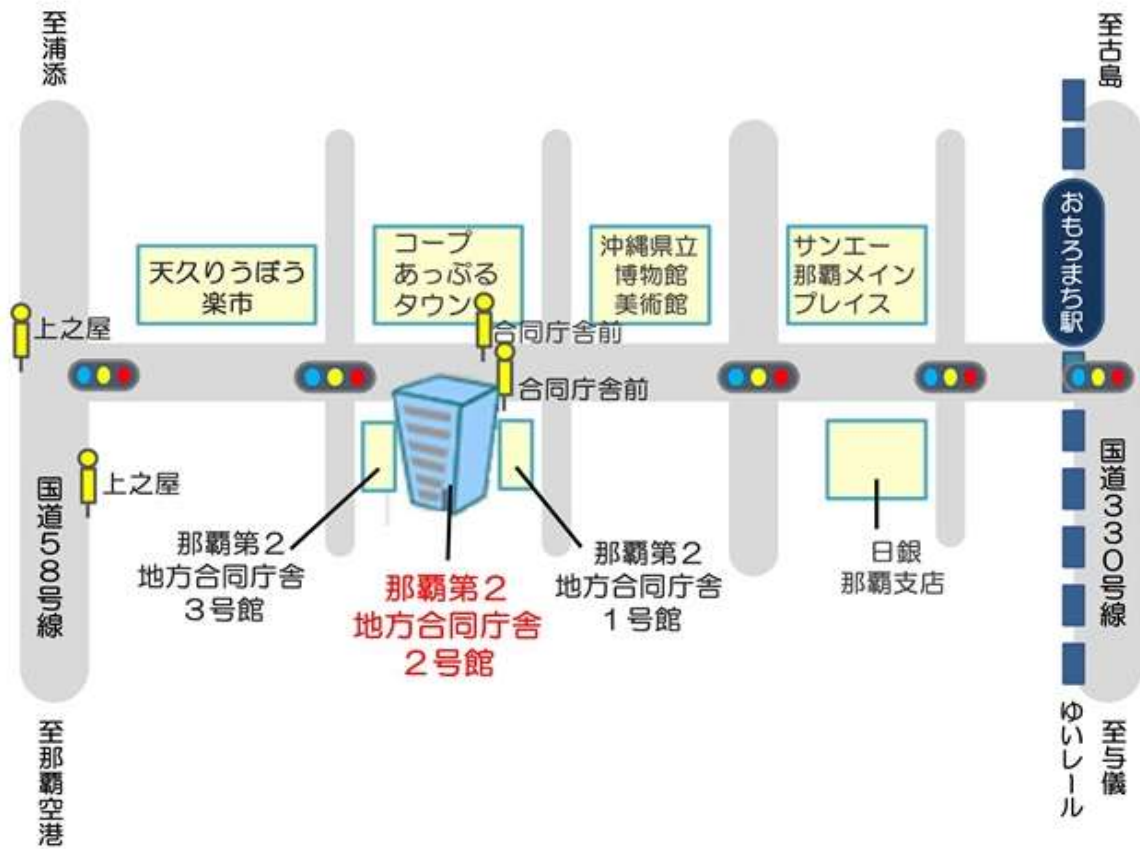 至浦添
至古島
おもろまち駅
天久りうぼう
楽市
コープ
あっぷる
タウン
沖縄県立
博物館
美術館
サンエー
那覇メイン
プレイス
上之屋
合同庁舎前
合同庁舎前
上之屋
国道58号線
国道330号線
那覇第2
地方合同庁舎
3号館
那覇第2
地方合同庁舎
2号館
那覇第2
地方合同庁舎
1号館
日銀
那覇支店
至那覇空港
ゆいレール
至与儀